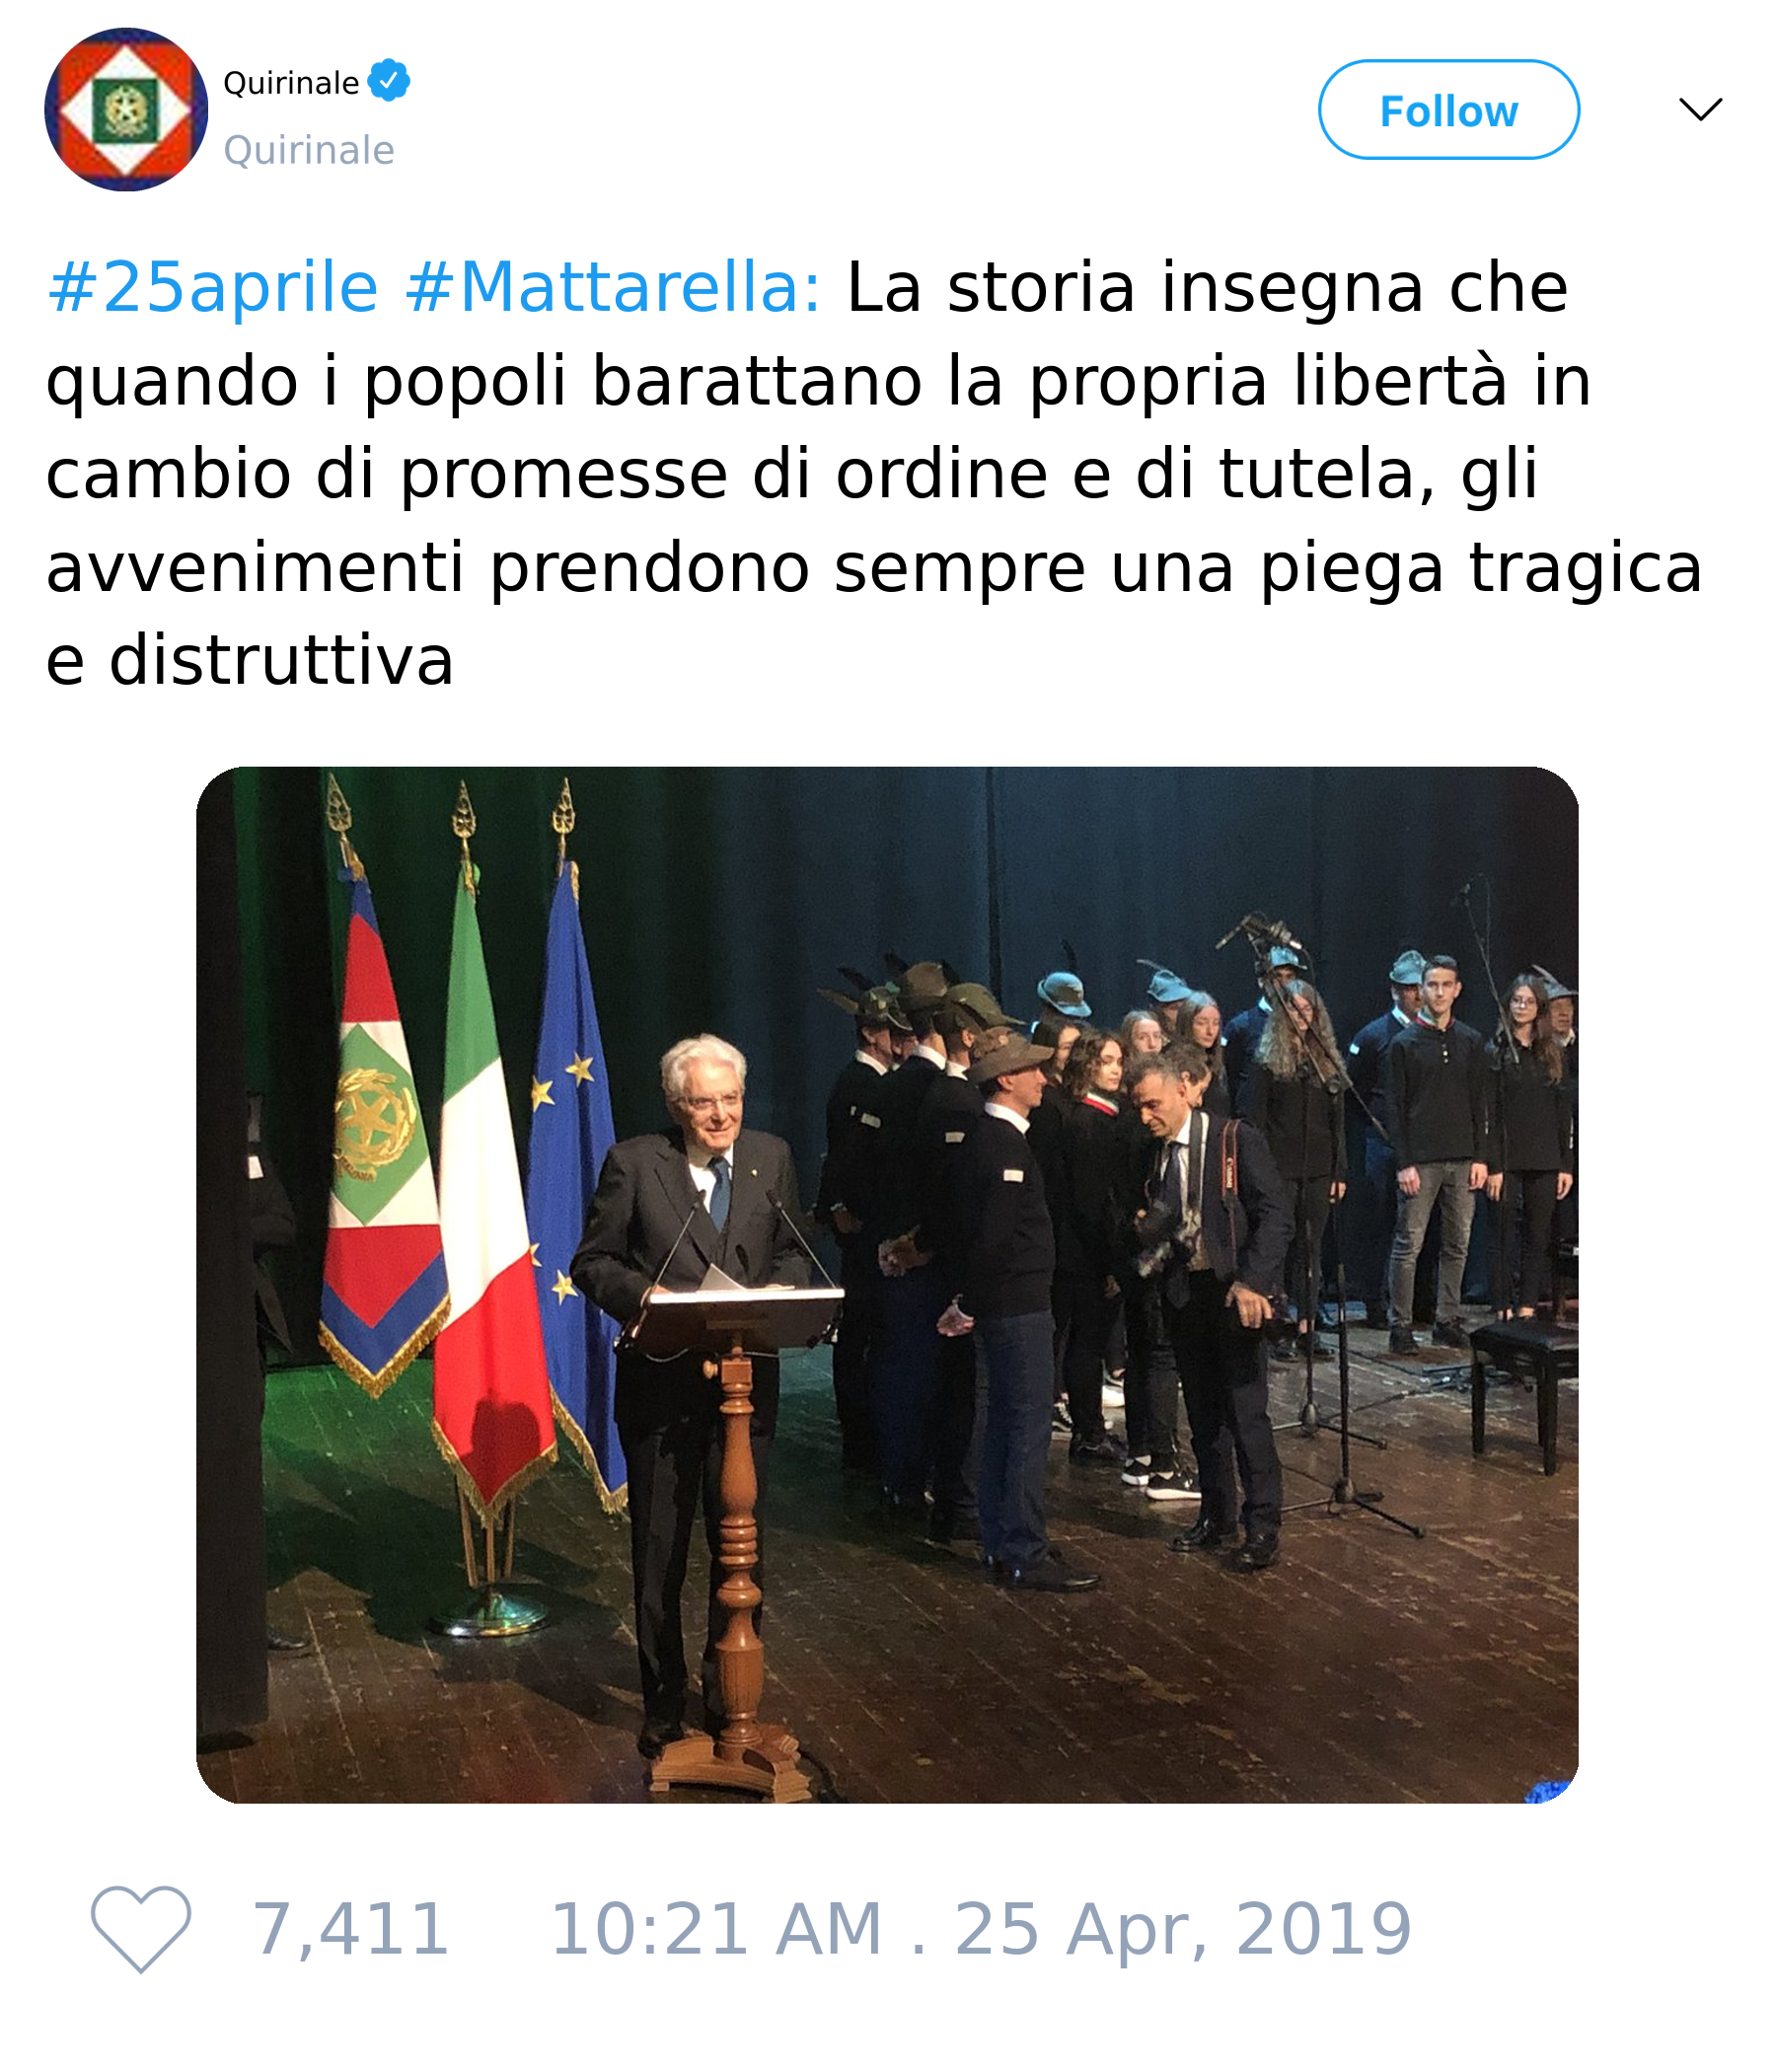 Quirinale
Quirinale
Follow
#25aprile #Mattarella: La storia insegna che
quando i popoli barattano la propria libertà in
cambio di promesse di ordine e di tutela, gli
avvenimenti prendono sempre una piega tragica
e distruttiva
7,411 10:21 AM . 25 Apr, 2019